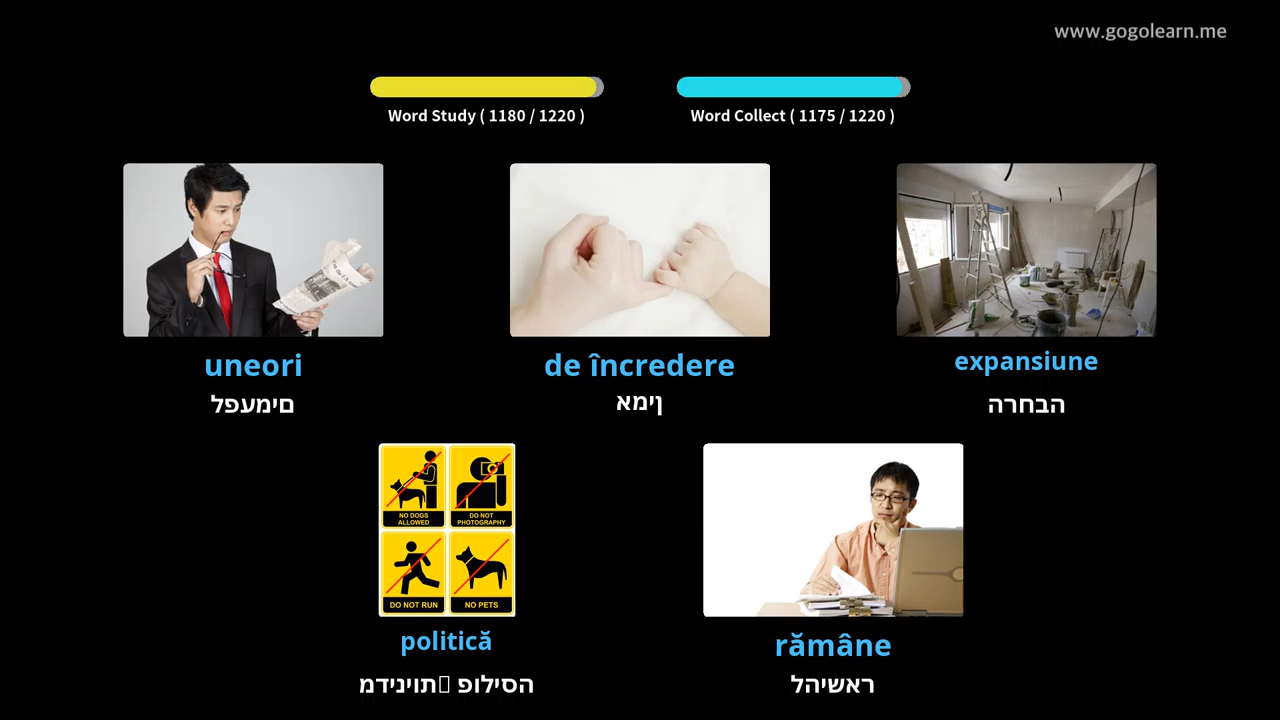 www.gogolearn.me
Word Study ( 1180 / 1220 )
Word Collect ( 1175 / 1220 )
uneori
לפעמים
de încredere
אמין
expansiune
הרחבה
NO DOGS
ALLOWED
DO NOT
PHOTOGRAPHY
DO NOT RUN
NO PETS
politică
מדיניות פוליסה
rămâne
להישאר